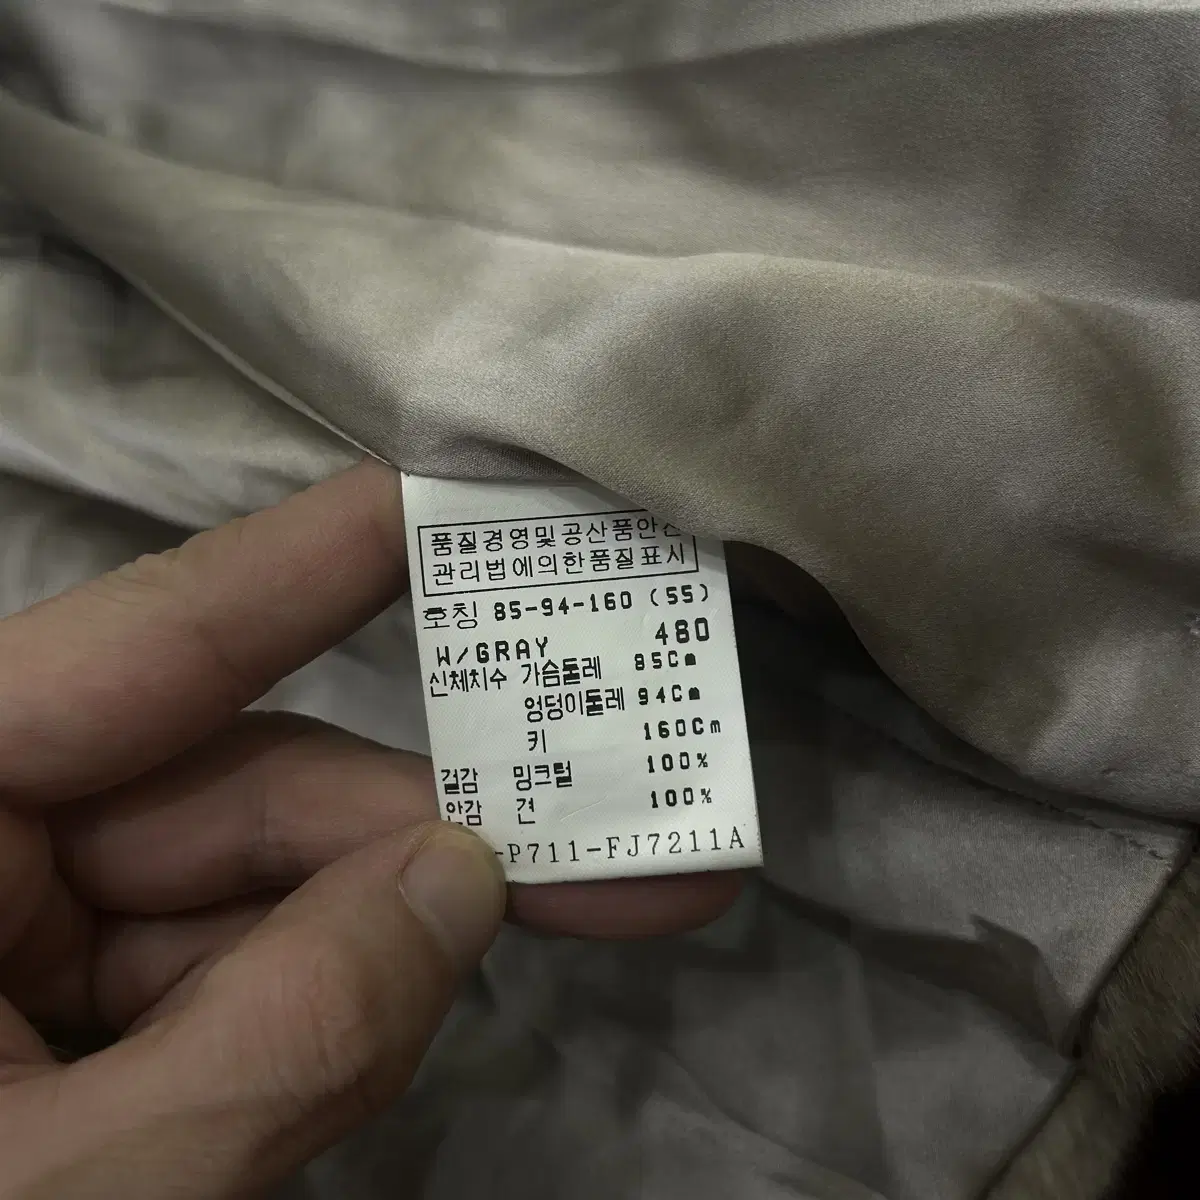 품질경영및공산품안전
관리법에의한품질표시
호칭 85-94-160 (55)
W/GRAY 480
신체치수 가슴둘레 85Cm
엉덩이둘레 94Cm
키 160Cm
겉감 밍크털 100%
안감 견 100%
-P711-FJ7211A